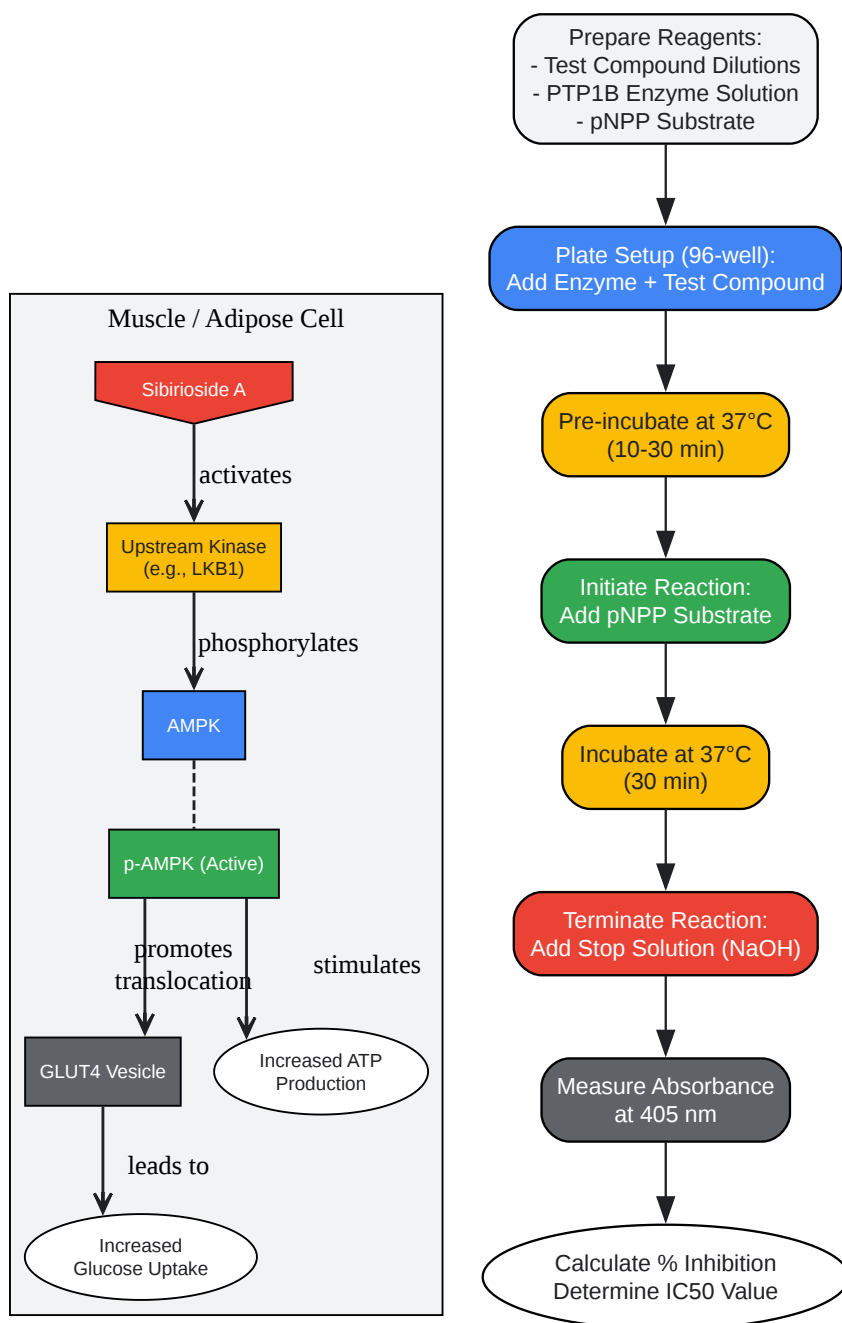 Muscle / Adipose Cell
Sibirioside A
activates
Upstream Kinase
(e.g., LKB1)
phosphorylates
AMPK
p-AMPK (Active)
promotes
translocation
stimulates
GLUT4 Vesicle
Increased ATP
Production
leads to
Increased
Glucose Uptake
Prepare Reagents:
- Test Compound Dilutions
- PTP1B Enzyme Solution
- pNPP Substrate
Plate Setup (96-well):
Add Enzyme + Test Compound
Pre-incubate at 37°C
(10-30 min)
Initiate Reaction:
Add pNPP Substrate
Incubate at 37°C
(30 min)
Terminate Reaction:
Add Stop Solution (NaOH)
Measure Absorbance
at 405 nm
Calculate % Inhibition
Determine IC50 Value